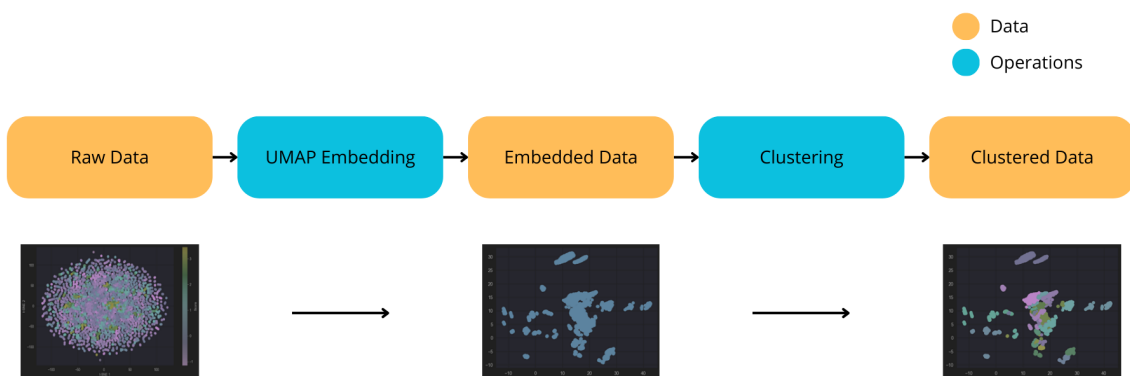 Data
Operations
Raw Data
UMAP Embedding
Embedded Data
Clustering
Clustered Data